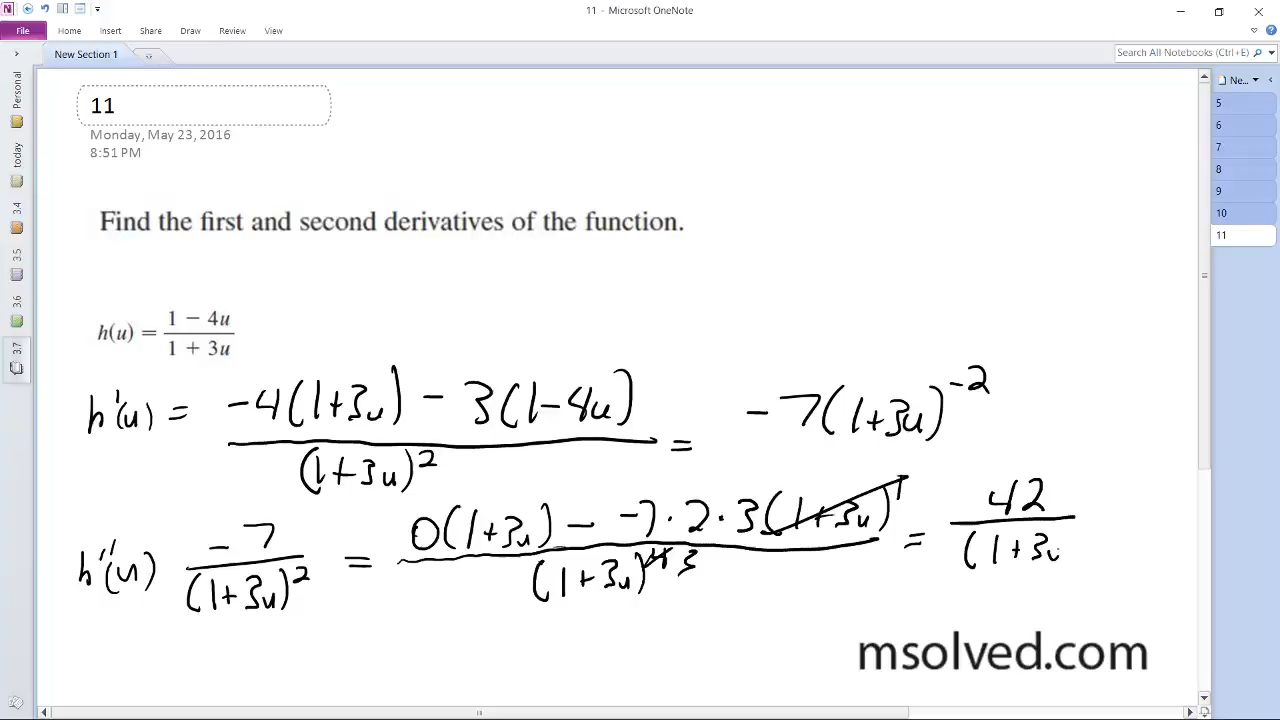 11 - Microsoft OneNote
File Home Insert Share Draw Review View
New Section 1
Search All Notebooks (Ctrl+E)
Personal
today
3.4
3.5
3.6
3.7
Ne...
5
6
7
8
9
10
11
11
Monday, May 23, 2016
8:51 PM
Find the first and second derivatives of the function.
h(u) = (1 − 4u)/(1 + 3u)
h'(u) = (-4(1+3u) - 3(1-4u))/((1+3u)^2) = -7(1+3u)^-2
h''(u) -7/(1+3u)^2 = (0(1+3u) - -7·2·3(1+3u)^1)/((1+3u)^4 3) = 42/(1+3u
msolved.com